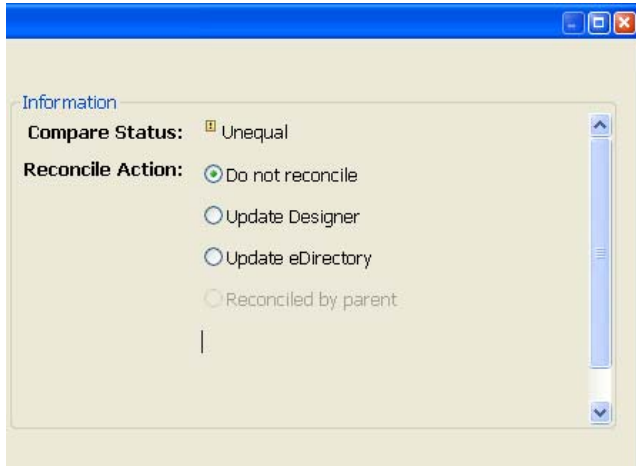 Information
Compare Status: Unequal
Reconcile Action: Do not reconcile
Update Designer
Update eDirectory
Reconciled by parent